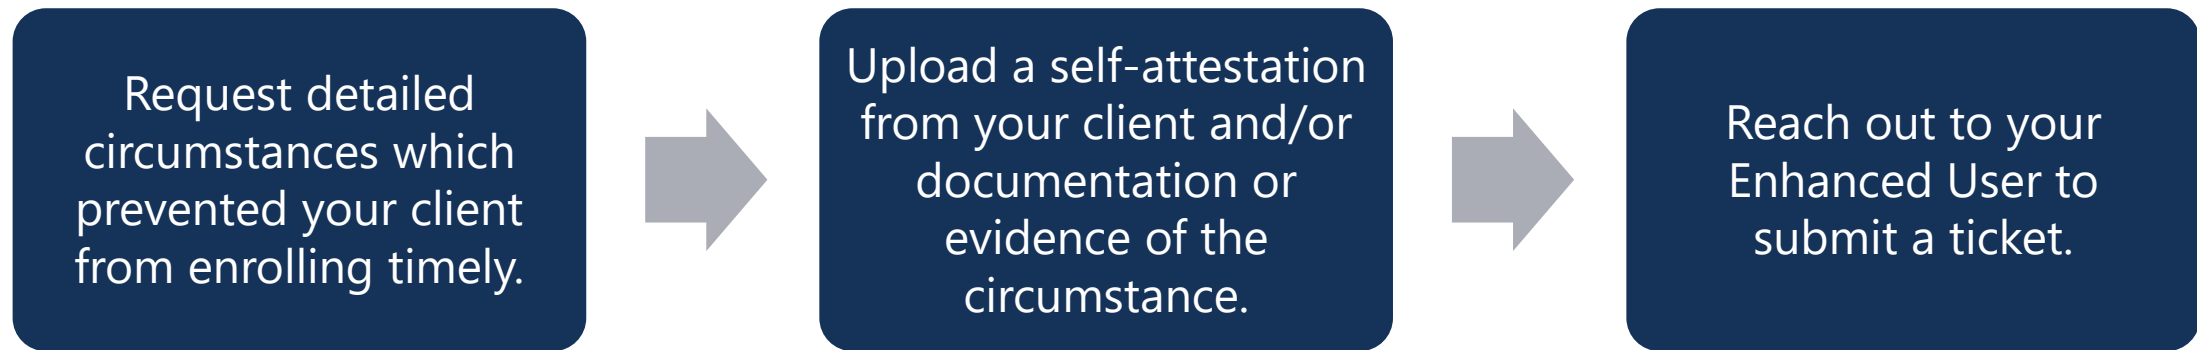 Request detailed
circumstances which
prevented your client
from enrolling timely.
Upload a self-attestation
from your client and/or
documentation or
evidence of the
circumstance.
Reach out to your
Enhanced User to
submit a ticket.